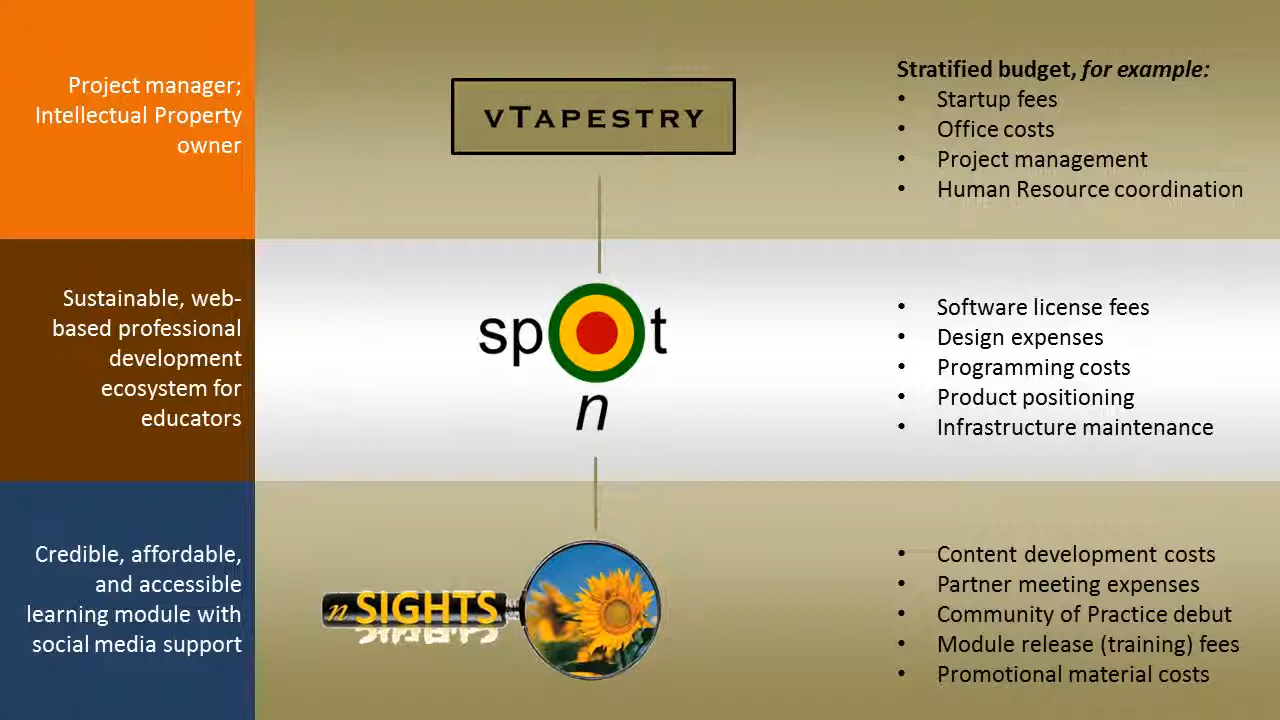 Project manager;
Intellectual Property
owner
vTapestry
Stratified budget, for example:
• Startup fees
• Office costs
• Project management
• Human Resource coordination
Sustainable, web-
based professional
development
ecosystem for
educators
spot
n
• Software license fees
• Design expenses
• Programming costs
• Product positioning
• Infrastructure maintenance
Credible, affordable,
and accessible
learning module with
social media support
n SIGHTS
• Content development costs
• Partner meeting expenses
• Community of Practice debut
• Module release (training) fees
• Promotional material costs